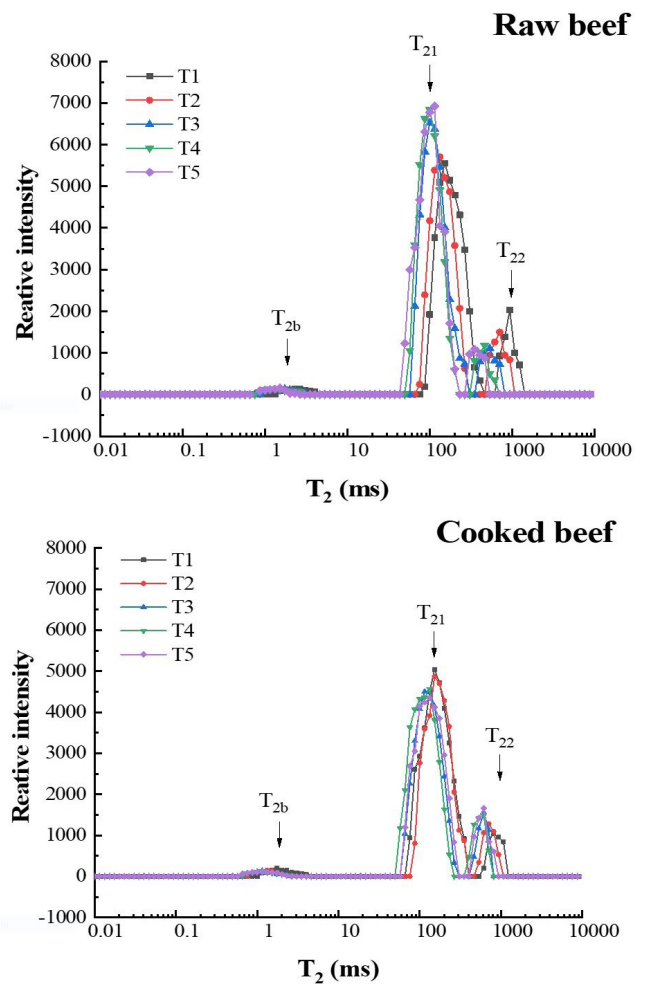 Raw beef
T21
8000
T1
7000
T2
6000
T3
T4
5000
T5
4000
T22
3000
2000
T2b
1000
0
-1000
0.01 0.1 1 10 100 1000 10000
Reative intensity
T2 (ms)
Cooked beef
8000
T1
7000
T2
6000
T3
T21
T4
5000
T5
4000
3000
T22
2000
T2b
1000
0
-1000
0.01 0.1 1 10 100 1000 10000
Reative intensity
T2 (ms)